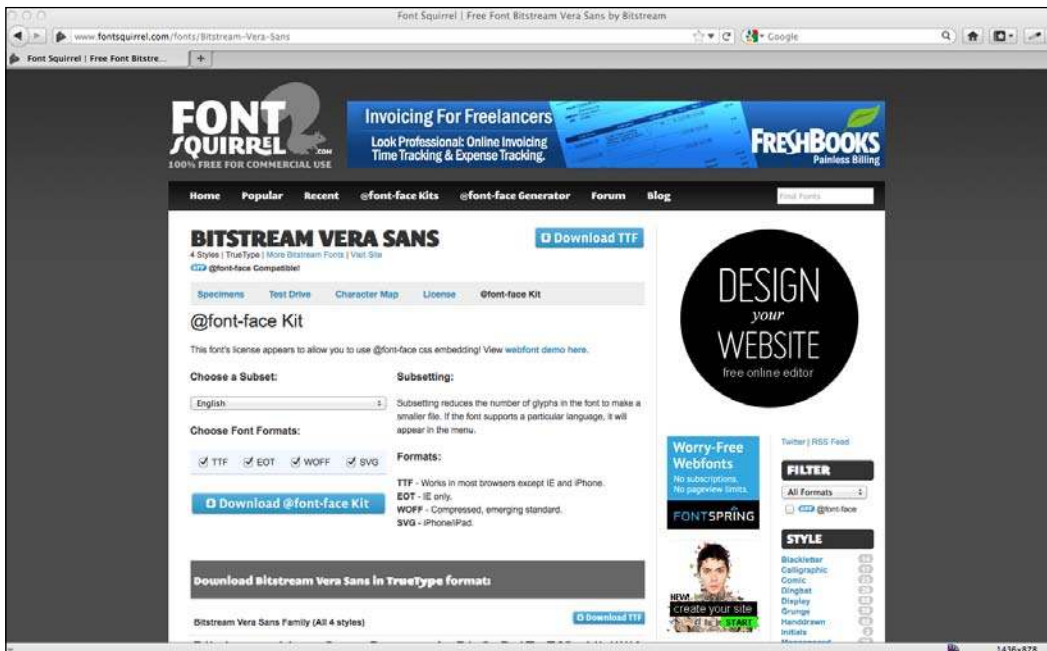 Font Squirrel | Free Font Bitstream Vera Sans by Bitstream
www.fontsquirrel.com/fonts/Bitstream-Vera-Sans
Google
Font Squirrel | Free Font Bitstre...
FONT
SQUIRREL
.COM
100% FREE FOR COMMERCIAL USE
Invoicing For Freelancers
Look Professional: Online Invoicing
Time Tracking & Expense Tracking.
FRESHBOOKS
Painless Billing
Home Popular Recent @font-face Kits @font-face Generator Forum Blog
Find Fonts
BITSTREAM VERA SANS
Download TTF
4 Styles | TrueType | More Bitstream Fonts | Visit Site
@font-face Compatible!
Specimens Test Drive Character Map License @font-face Kit
@font-face Kit
This font's license appears to allow you to use @font-face css embedding! View webfont demo here.
Choose a Subset:
English
Choose Font Formats:
TTF EOT WOFF SVG
Download @font-face Kit
Subsetting:
Subsetting reduces the number of glyphs in the font to make a
smaller file. If the font supports a particular language, it will
appear in the menu.
Formats:
TTF - Works in most browsers except IE and iPhone.
EOT - IE only.
WOFF - Compressed, emerging standard.
SVG - iPhone/iPad.
Download Bitstream Vera Sans in TrueType format:
Bitstream Vera Sans Family (All 4 styles)
Download TTF
DESIGN
your
WEBSITE
free online editor
Worry-Free
Webfonts
No subscriptions.
No pageview limits.
FONTSPRING
NEW!
create your site
START
Twitter | RSS Feed
FILTER
All Formats
@font-face
STYLE
Blackletter
Calligraphic
Comic
Dingbat
Display
Grunge
Handdrawn
Initials
1436x878